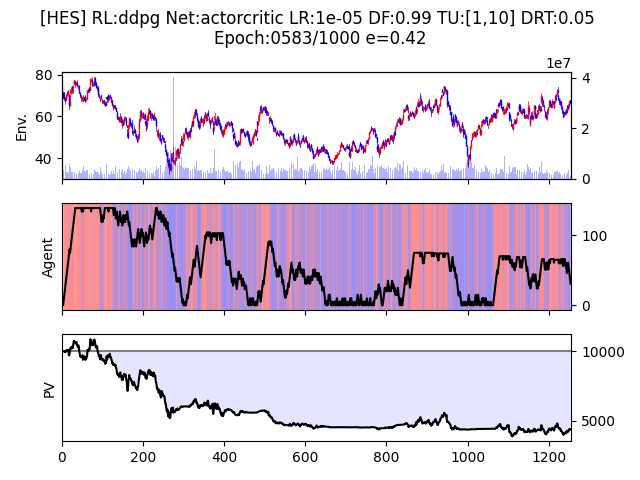 [HES] RL:ddpg Net:actorcritic LR:1e-05 DF:0.99 TU:[1,10] DRT:0.05
Epoch:0583/1000 e=0.42
1e7
80
60
40
Env.
4
2
0
Agent
100
0
PV
10000
5000
0 200 400 600 800 1000 1200